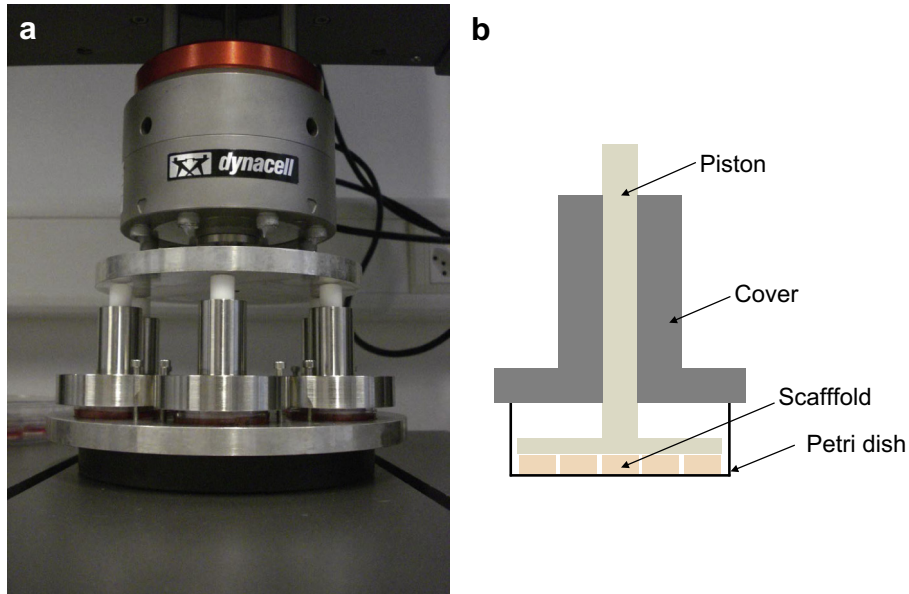 a
dynacell
b
Piston
Cover
Scafffold
Petri dish